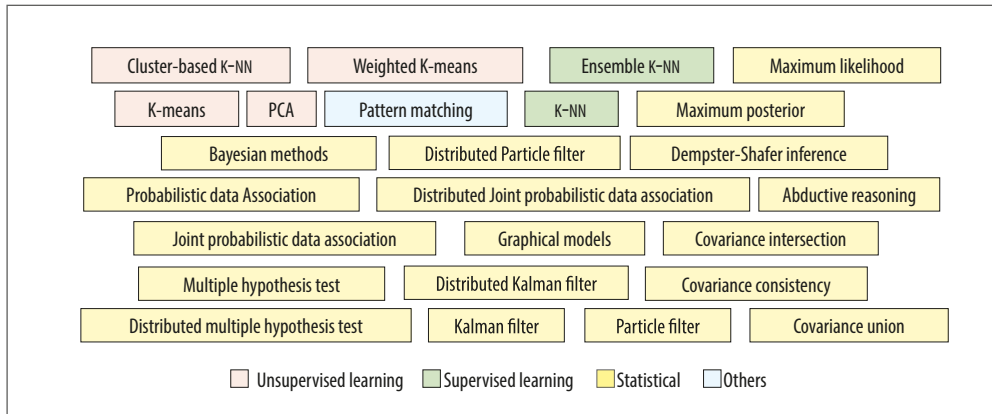 Cluster-based K-NN Weighted K-means Ensemble K-NN Maximum likelihood
K-means PCA Pattern matching K-NN Maximum posterior
Bayesian methods Distributed Particle filter Dempster-Shafer inference
Probabilistic data Association Distributed Joint probabilistic data association Abductive reasoning
Joint probabilistic data association Graphical models Covariance intersection
Multiple hypothesis test Distributed Kalman filter Covariance consistency
Distributed multiple hypothesis test Kalman filter Particle filter Covariance union
Unsupervised learning Supervised learning Statistical Others